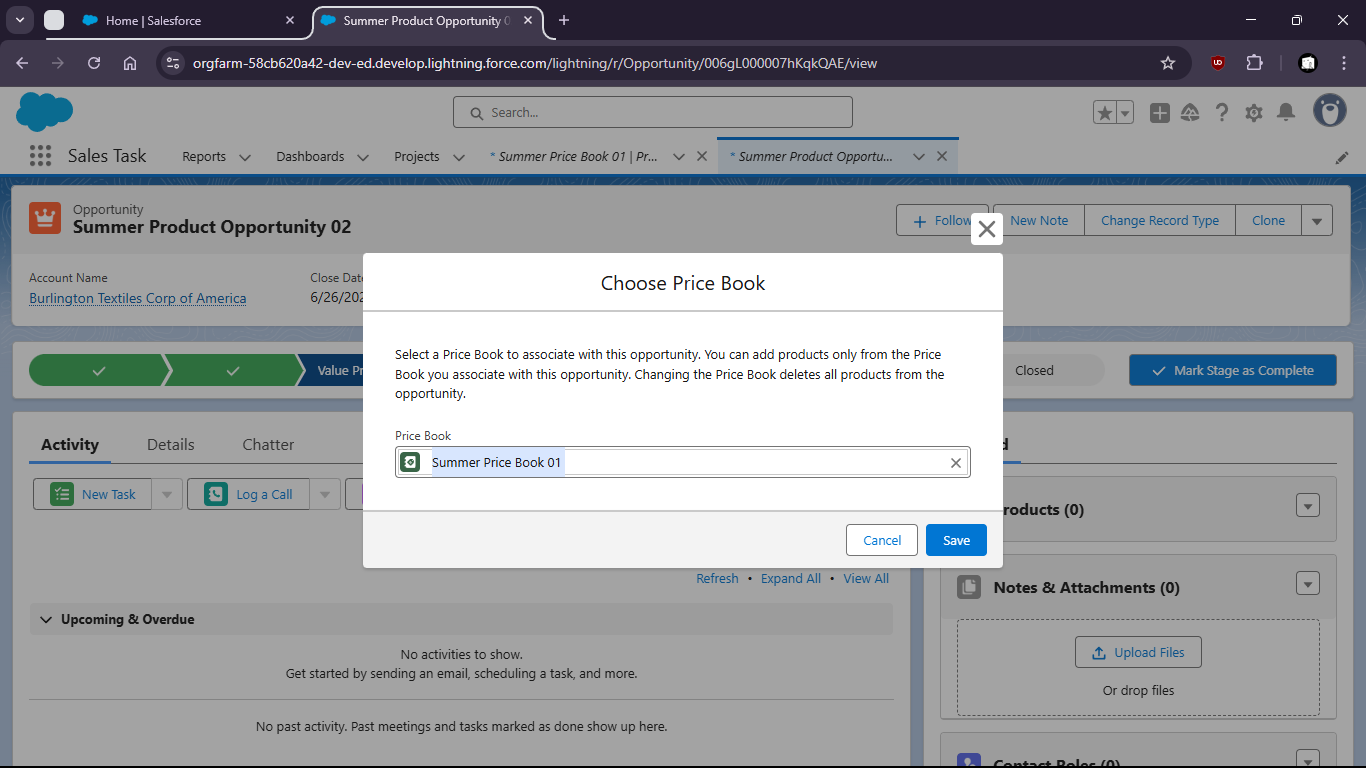 Home | Salesforce
Summer Product Opportunity 0
orgfarm-58cb620a42-dev-ed.develop.lightning.force.com/lightning/r/Opportunity/006gL000007hKqkQAE/view
Search...
Sales Task
Reports
Dashboards
Projects
* Summer Price Book 01 | Pr...
* Summer Product Opportu...
Opportunity
Summer Product Opportunity 02
Follow
New Note
Change Record Type
Clone
Account Name
Close Date
Burlington Textiles Corp of America
6/26/202
Choose Price Book
Select a Price Book to associate with this opportunity. You can add products only from the Price
Book you associate with this opportunity. Changing the Price Book deletes all products from the
opportunity.
Value Pr
Closed
Mark Stage as Complete
Price Book
Summer Price Book 01
Cancel
Save
Activity
Details
Chatter
New Task
Log a Call
roducts (0)
Refresh • Expand All • View All
Notes & Attachments (0)
Upcoming & Overdue
No activities to show.
Get started by sending an email, scheduling a task, and more.
Upload Files
Or drop files
No past activity. Past meetings and tasks marked as done show up here.
Contact Roles (0)